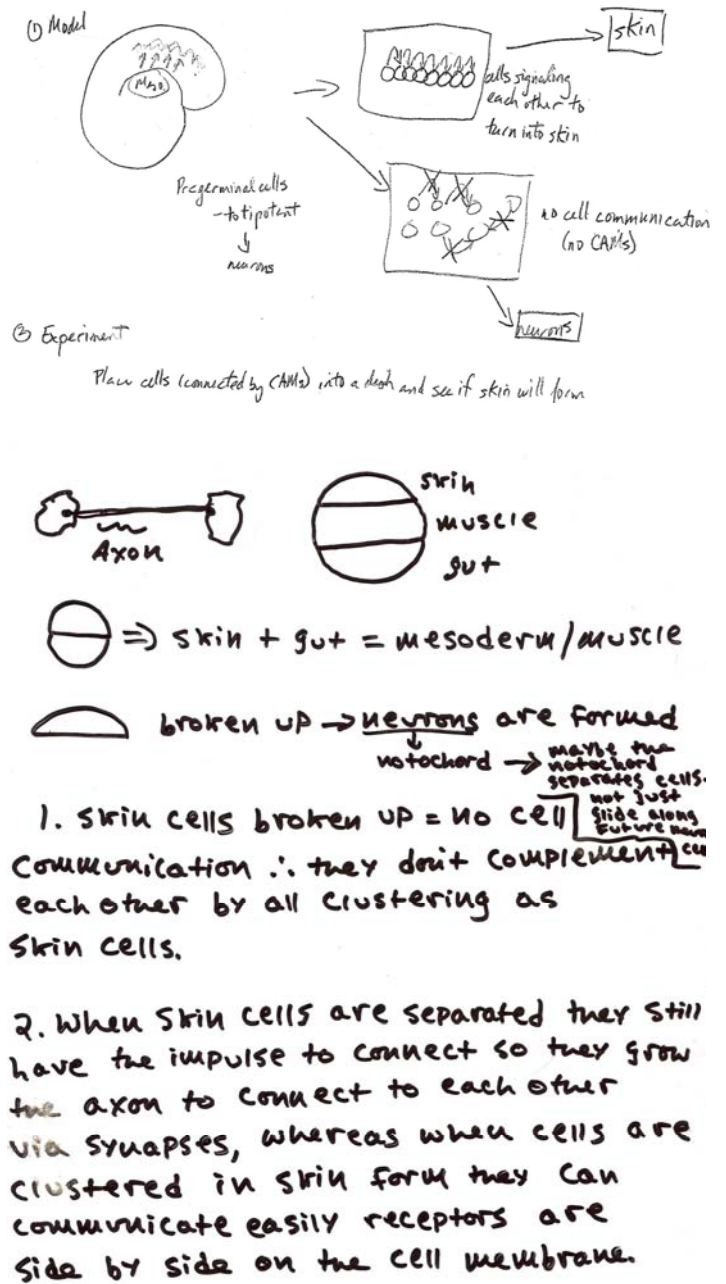 ① Model
skin
Meso
cells signaling
each other to
turn into skin
Pregerminal cells
- totipotent
neurons
no cell communication
(no CAMs)
neurons
② Experiment
Place cells (connected by CAMs) into a dish and see if skin will form
Axon
skin
muscle
gut
⇒ skin + gut = mesoderm/muscle
broken up → neurons are formed
notochord → maybe the
notochord
separates cells.
not just
slide along
future
1. Skin cells broken up = no cell
communication ∴ they don't complement
each other by all clustering as
skin cells.
2. When skin cells are separated they still
have the impulse to connect so they grow
the axon to connect to each other
via synapses, whereas when cells are
clustered in skin form they can
communicate easily receptors are
side by side on the cell membrane.